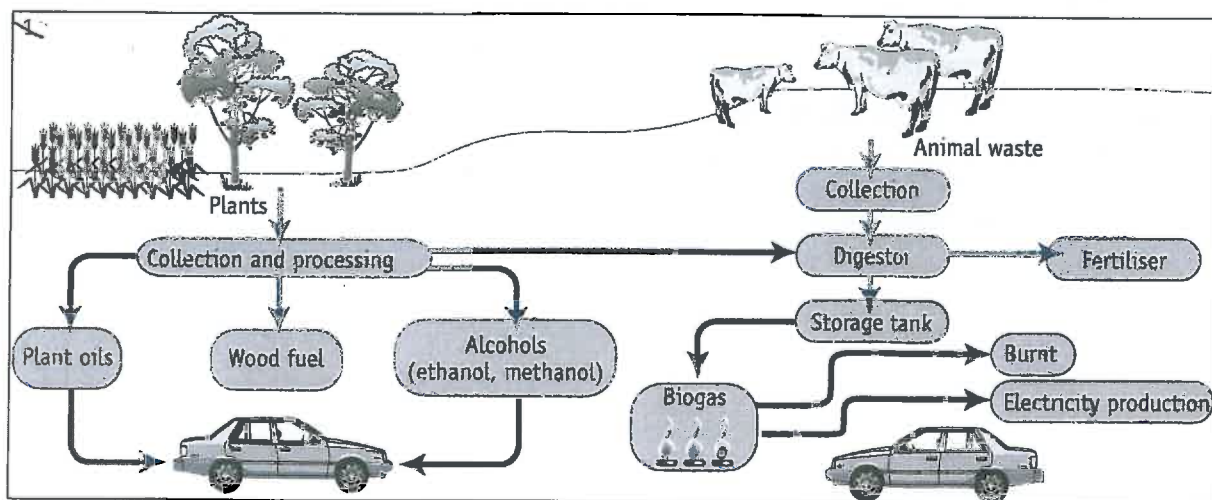 Animal waste
Collection
Plants
Collection and processing
Digestor
Fertiliser
Storage tank
Plant oils
Wood fuel
Alcohols
(ethanol, methanol)
Burnt
Biogas
Electricity production